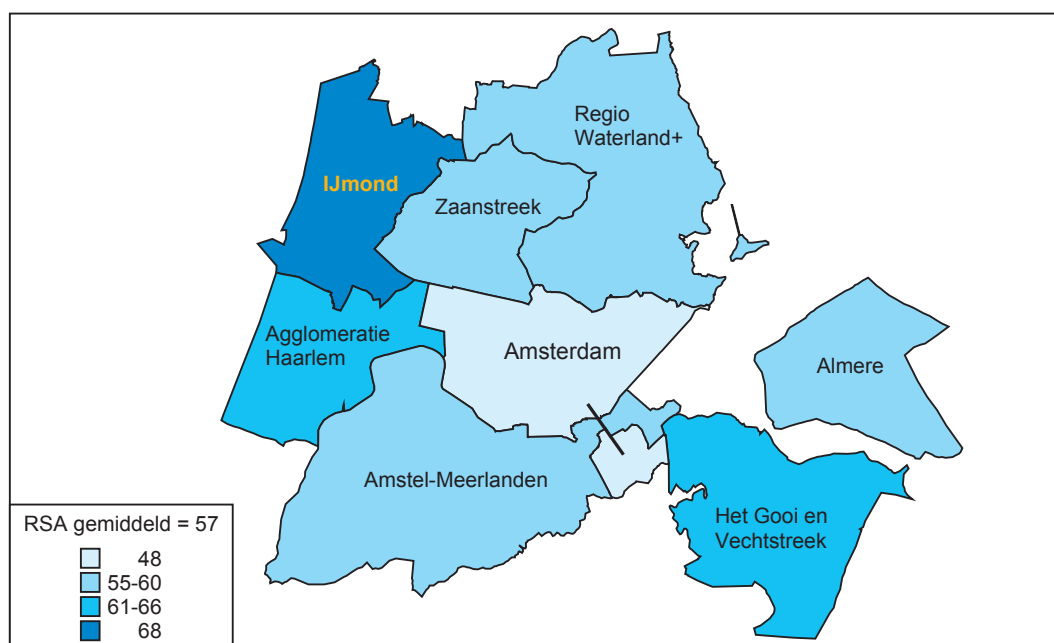 Regio
Waterland+
IJmond
Zaanstreek
Agglomeratie
Haarlem
Amsterdam
Almere
Amstel-Meerlanden
Het Gooi en
Vechtstreek
RSA gemiddeld = 57
48
55-60
61-66
68